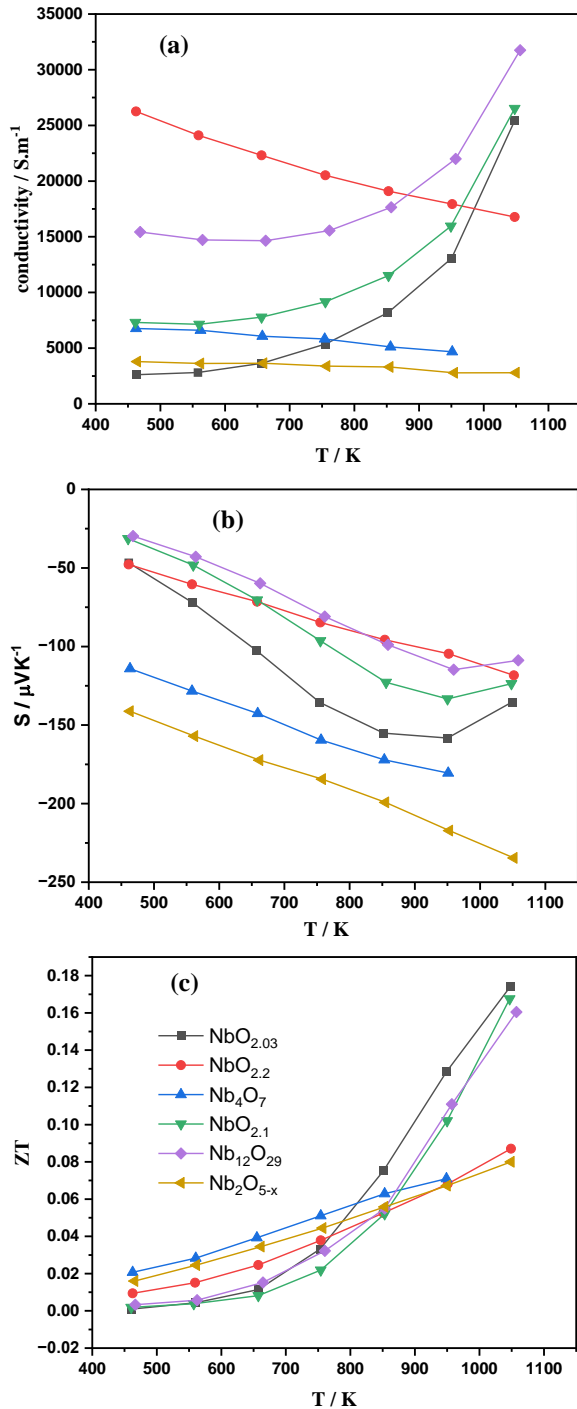 (a)
35000
30000
25000
20000
15000
10000
5000
0
conductivity / S.m⁻¹
400 500 600 700 800 900 1000 1100
T / K
(b)
0
−50
−100
−150
−200
−250
S / μVK⁻¹
400 500 600 700 800 900 1000 1100
T / K
(c)
0.18
0.16
0.14
0.12
0.10
0.08
0.06
0.04
0.02
0.00
−0.02
ZT
NbO₂.₀₃
NbO₂.₂
Nb₄O₇
NbO₂.₁
Nb₁₂O₂₉
Nb₂O₅₋ₓ
400 500 600 700 800 900 1000 1100
T / K